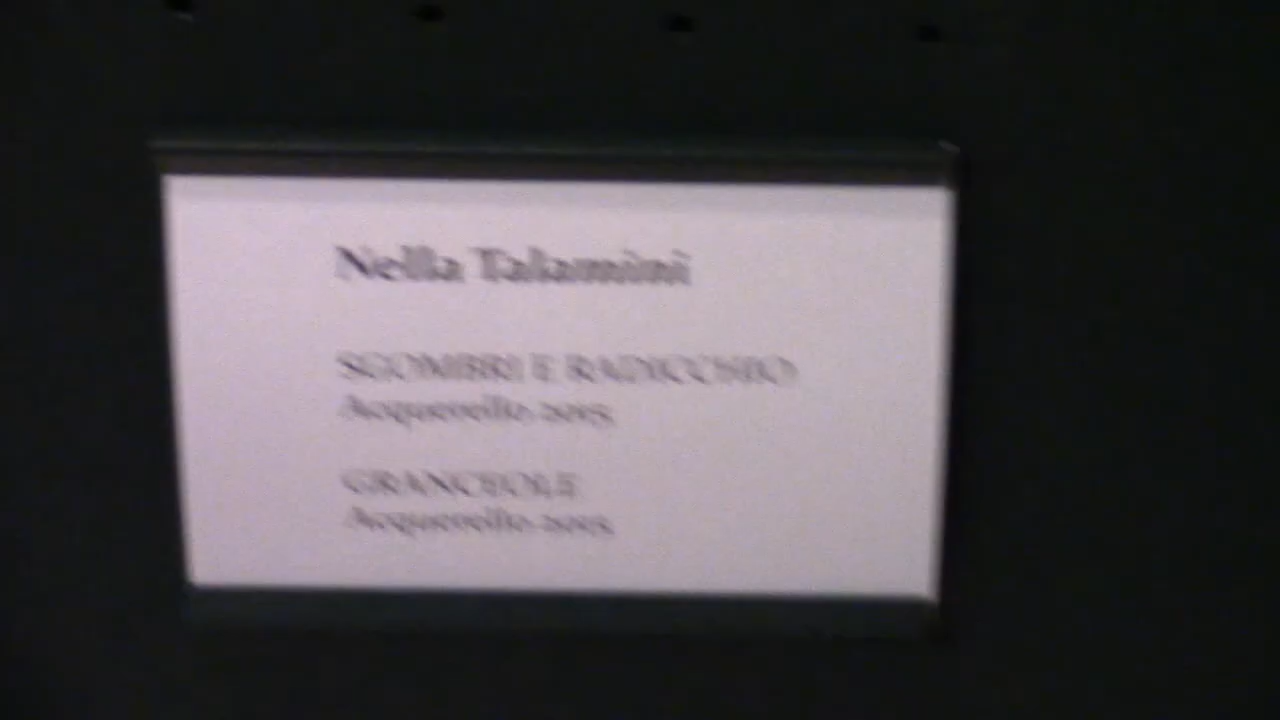 Nella Talamini
SGOMBRI E RADICCHIO
Acquerello 2015
GRANCEOLE
Acquerello 2015